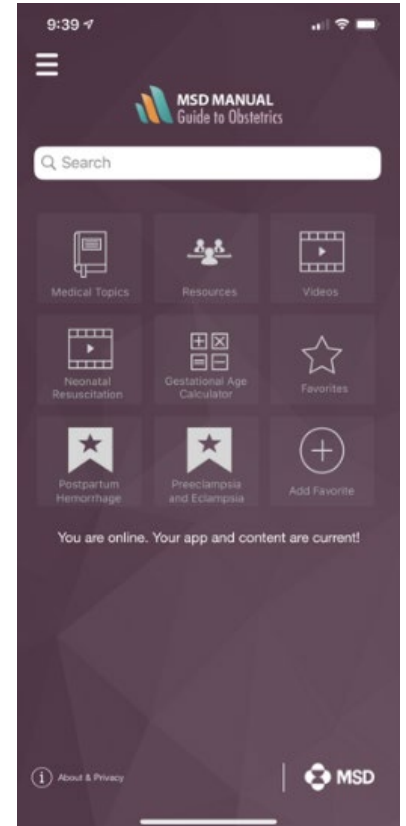 9:39
MSD MANUAL
Guide to Obstetrics
Search
Medical Topics
Resources
Videos
Neonatal
Resuscitation
Gestational Age
Calculator
Favorites
Postpartum
Hemorrhage
Preeclampsia
and Eclampsia
Add Favorite
You are online. Your app and content are current!
i About & Privacy
MSD